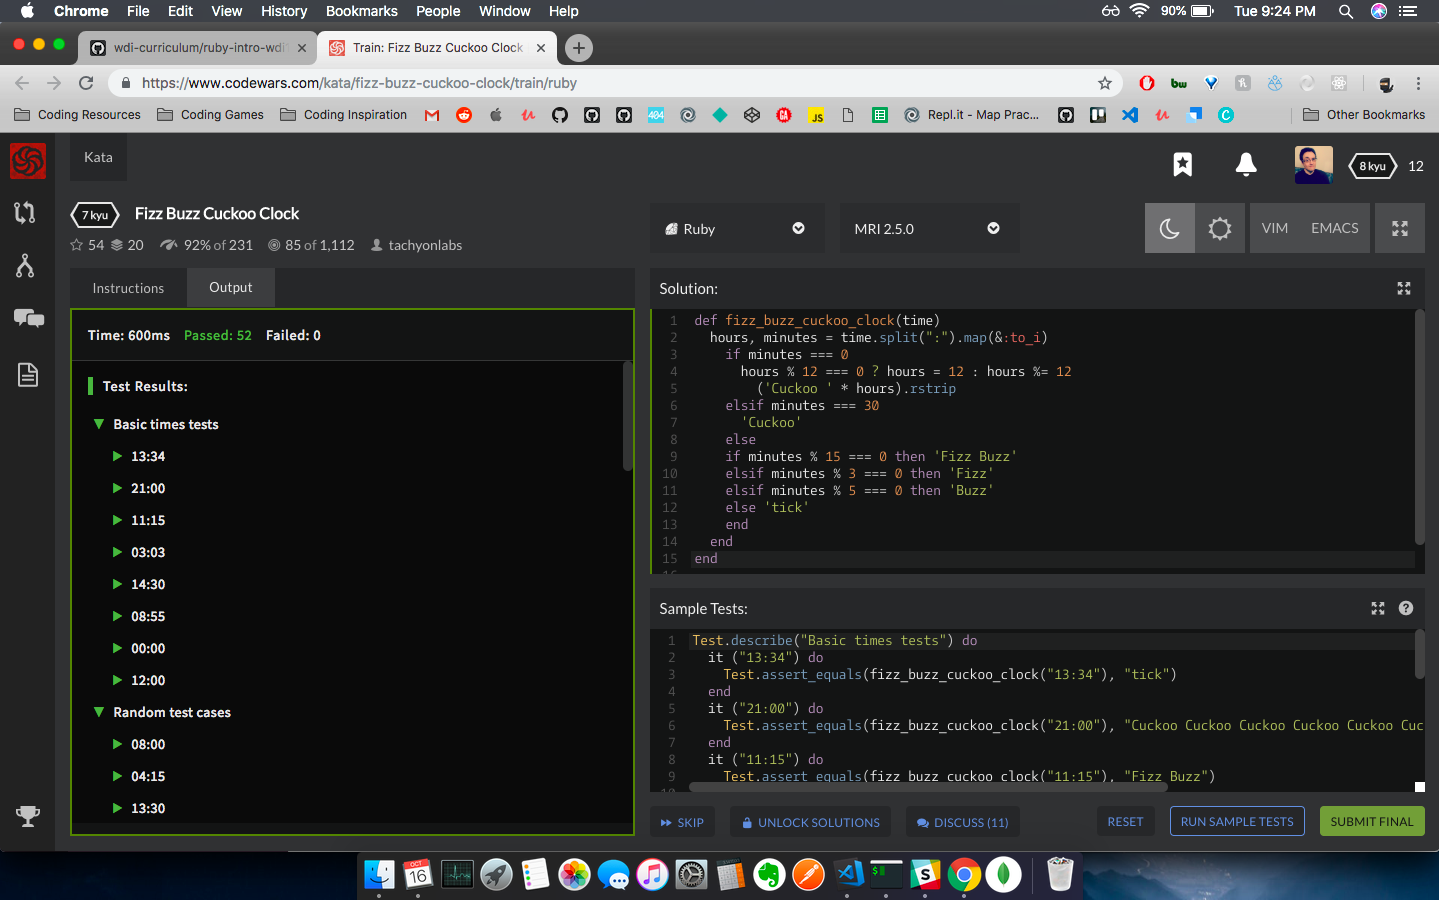 Chrome File Edit View History Bookmarks People Window Help 90% Tue 9:24 PM
wdi-curriculum/ruby-intro-wdi
Train: Fizz Buzz Cuckoo Clock
https://www.codewars.com/kata/fizz-buzz-cuckoo-clock/train/ruby
Coding Resources Coding Games Coding Inspiration 404 JS Repl.it - Map Prac... Other Bookmarks
Kata
8 kyu 12
7 kyu Fizz Buzz Cuckoo Clock
54 20 92% of 231 85 of 1,112 tachyonlabs
Ruby MRI 2.5.0 VIM EMACS
Instructions Output
Time: 600ms Passed: 52 Failed: 0
Test Results:
Basic times tests
13:34
21:00
11:15
03:03
14:30
08:55
00:00
12:00
Random test cases
08:00
04:15
13:30
Solution:
1 def fizz_buzz_cuckoo_clock(time)
2 hours, minutes = time.split(":").map(&:to_i)
3 if minutes === 0
4 hours % 12 === 0 ? hours = 12 : hours %= 12
5 ('Cuckoo ' * hours).rstrip
6 elsif minutes === 30
7 'Cuckoo'
8 else
9 if minutes % 15 === 0 then 'Fizz Buzz'
10 elsif minutes % 3 === 0 then 'Fizz'
11 elsif minutes % 5 === 0 then 'Buzz'
12 else 'tick'
13 end
14 end
15 end
Sample Tests:
1 Test.describe("Basic times tests") do
2 it ("13:34") do
3 Test.assert_equals(fizz_buzz_cuckoo_clock("13:34"), "tick")
4 end
5 it ("21:00") do
6 Test.assert_equals(fizz_buzz_cuckoo_clock("21:00"), "Cuckoo Cuckoo Cuckoo Cuckoo Cuckoo Cuc
7 end
8 it ("11:15") do
9 Test.assert_equals(fizz_buzz_cuckoo_clock("11:15"), "Fizz Buzz")
SKIP UNLOCK SOLUTIONS DISCUSS (11) RESET RUN SAMPLE TESTS SUBMIT FINAL
OCT
16